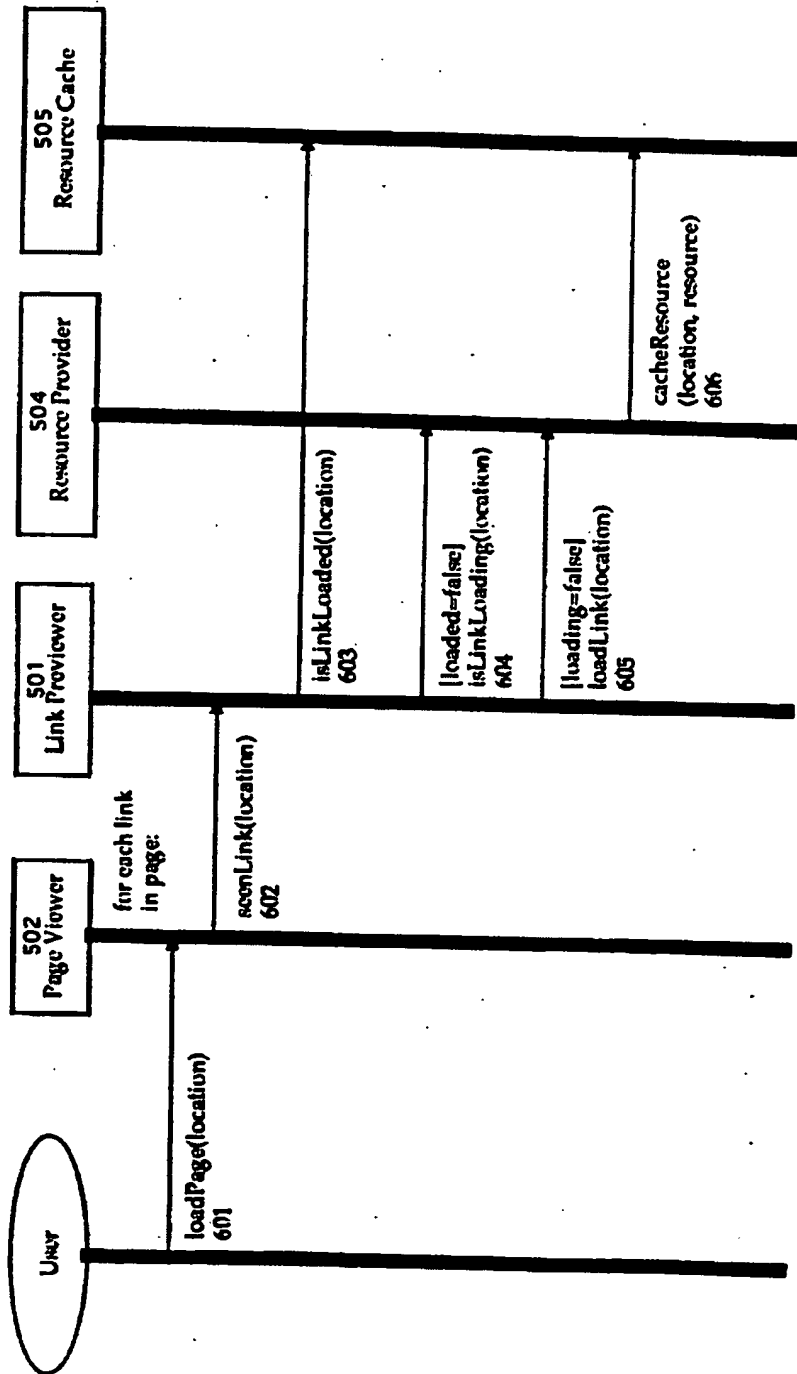 User
502
Page Viewer
501
Link Previewer
504
Resource Provider
505
Resource Cache
loadPage(location)
601
for each link
in page:
seenLink(location)
602
isLinkLoaded(location)
603
[loaded=false]
isLinkLoading(location)
604
[loading=false]
loadLink(location)
605
cacheResource
(location, resource)
606